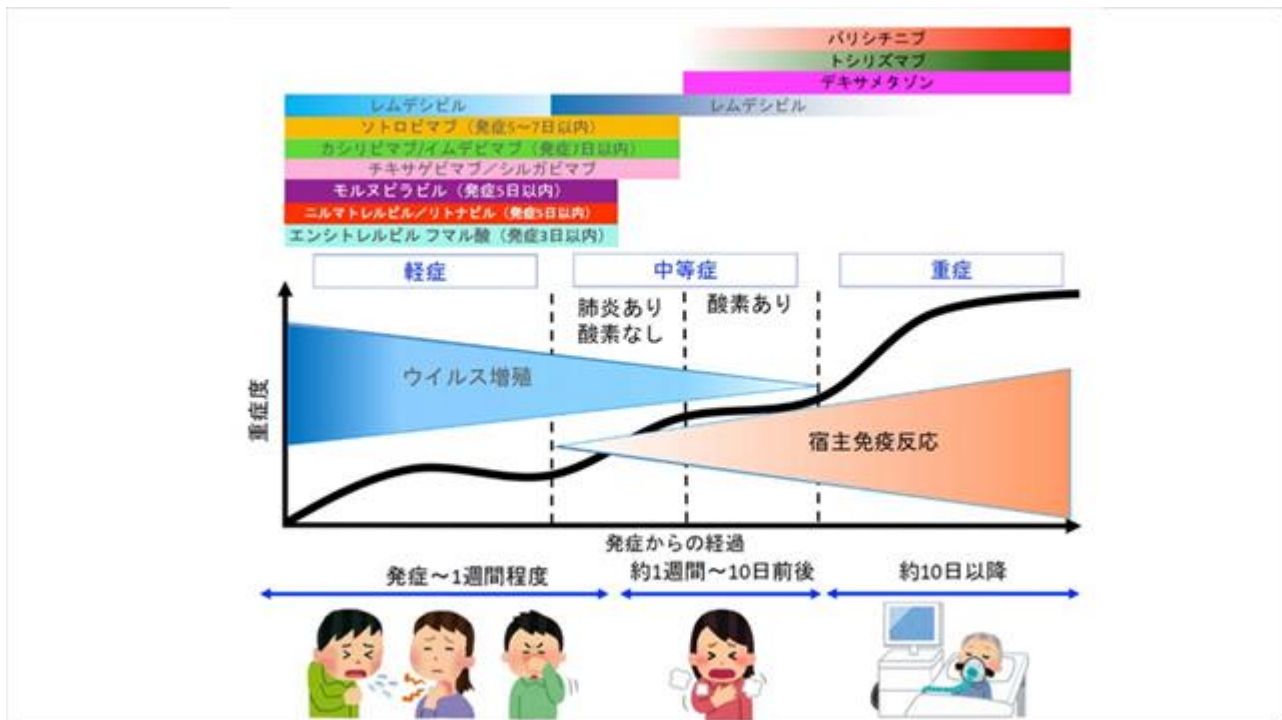 バリシチニブ
トシリズマブ
デキサメタゾン
レムデシビル
レムデシビル
ソトロビマブ（発症5～7日以内）
カシリビマブ/イムデビマブ（発症7日以内）
チキサゲビマブ／シルガビマブ
モルヌピラビル（発症5日以内）
ニルマトレルビル／リトナビル（発症5日以内）
エンシトレルビル フマル酸（発症3日以内）
軽症
中等症
重症
肺炎あり
酸素なし
酸素あり
ウイルス増殖
重症度
宿主免疫反応
発症からの経過
発症～1週間程度
約1週間～10日前後
約10日以降